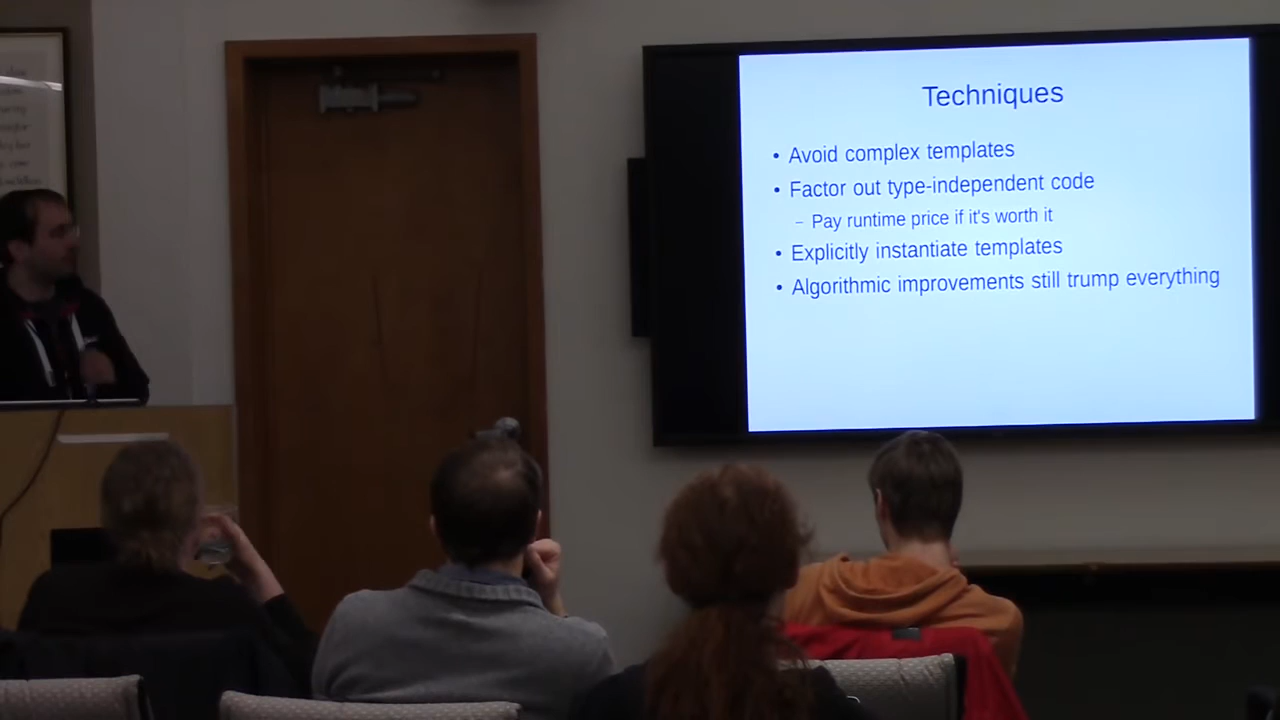 Techniques
• Avoid complex templates
• Factor out type-independent code
– Pay runtime price if it's worth it
• Explicitly instantiate templates
• Algorithmic improvements still trump everything